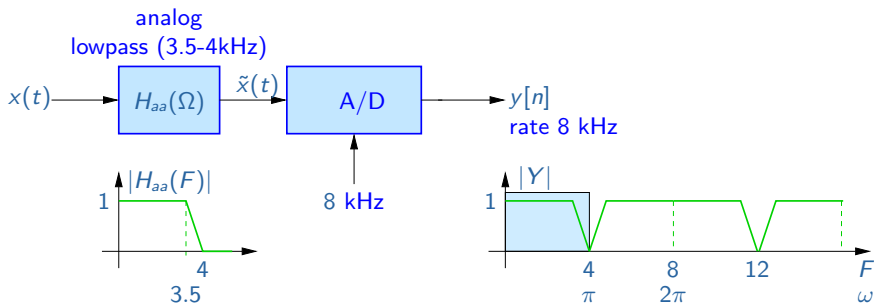 analog
lowpass (3.5-4kHz)
x(t)
H_aa(Ω)
x̃(t)
A/D
y[n]
rate 8 kHz
8 kHz
|H_aa(F)|
1
4
3.5
|Y|
1
4 8 12 F
π 2π ω